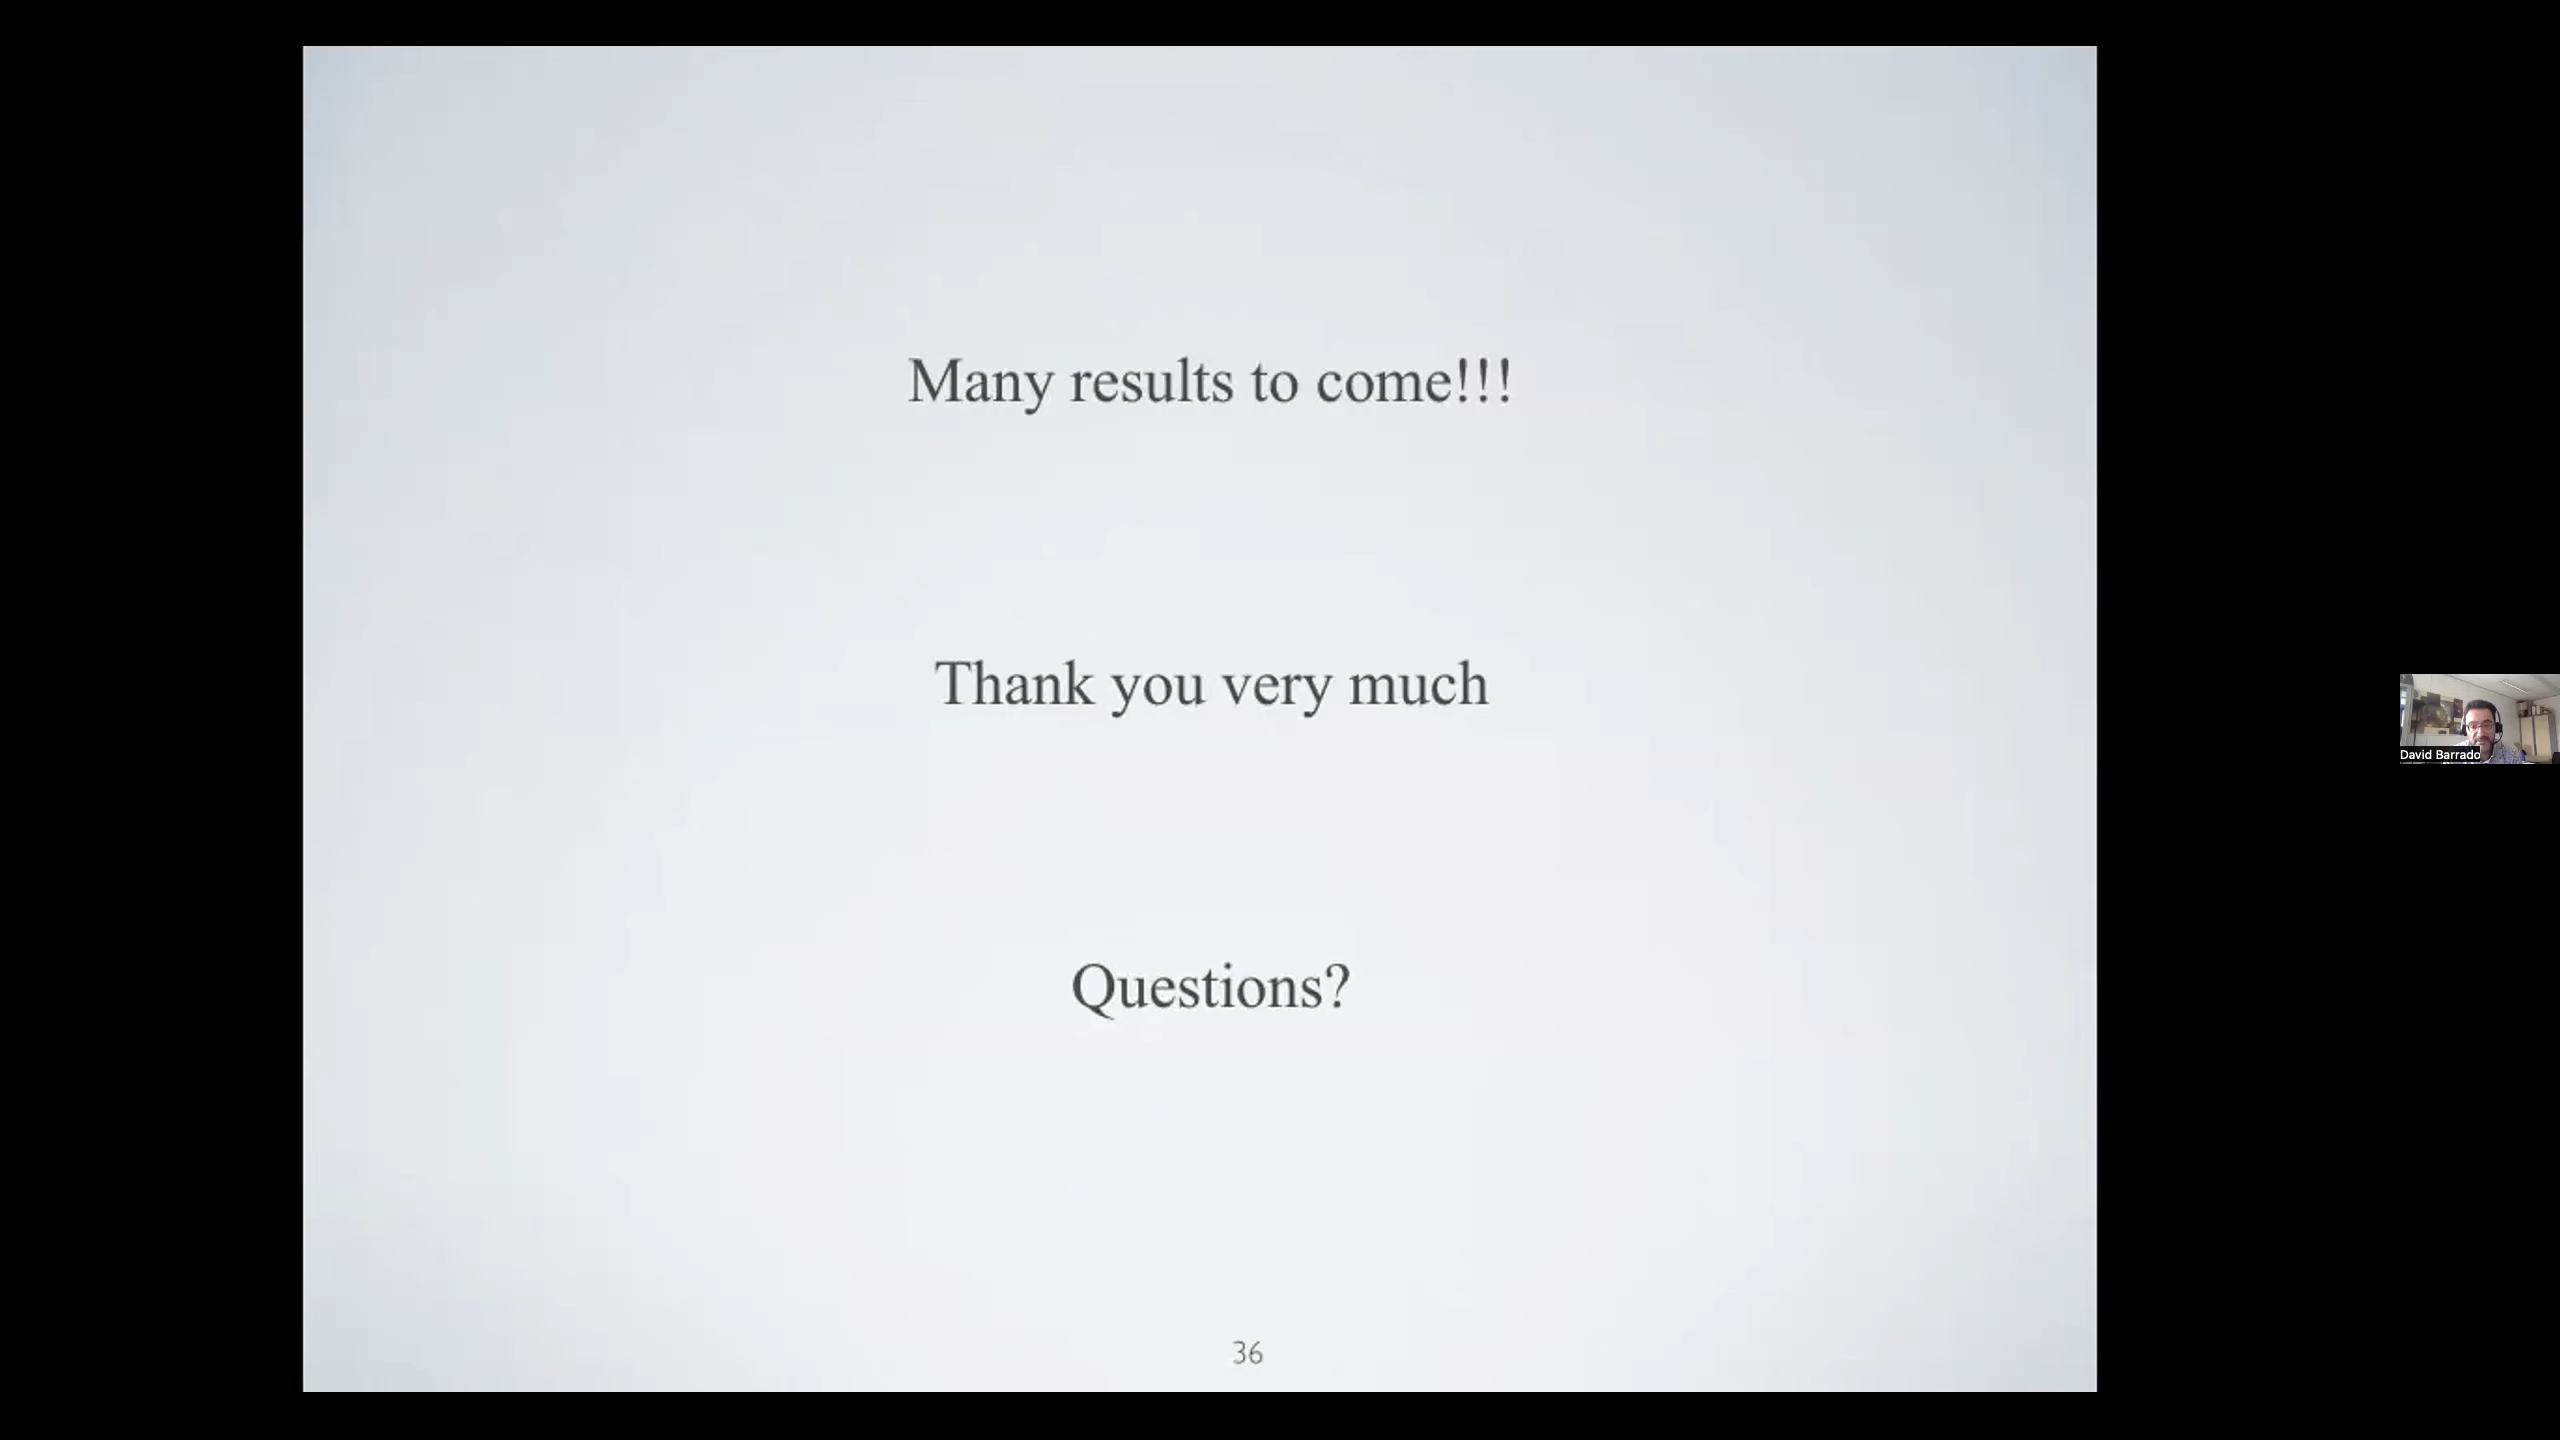 Many results to come!!!
Thank you very much
Questions?
36
David Barrado